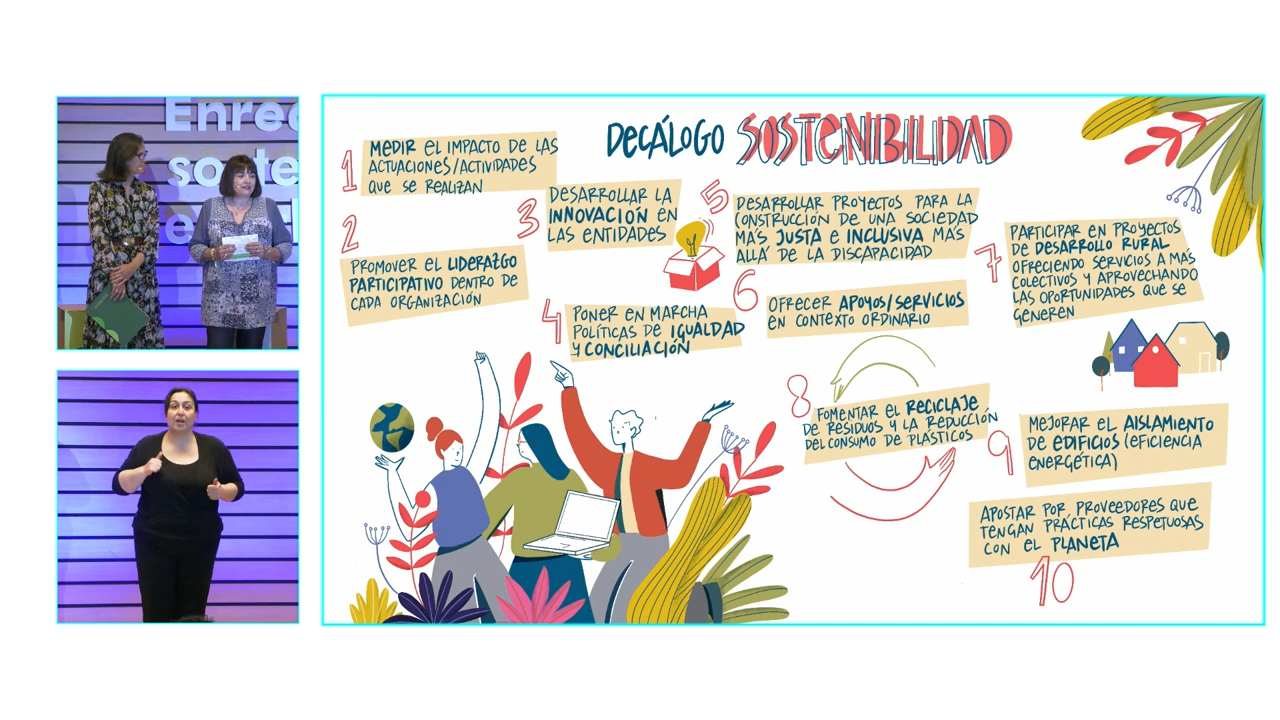 Enre
soste
DECÁLOGO SOSTENIBILIDAD
1
MEDIR EL IMPACTO DE LAS
ACTUACIONES/ACTIVIDADES
QUE SE REALIZAN
2
PROMOVER EL LIDERAZGO
PARTICIPATIVO DENTRO DE
CADA ORGANIZACIÓN
3
DESARROLLAR LA
INNOVACIÓN EN
LAS ENTIDADES
4
PONER EN MARCHA
POLÍTICAS DE IGUALDAD
Y CONCILIACIÓN
5
DESARROLLAR PROYECTOS PARA LA
CONSTRUCCIÓN DE UNA SOCIEDAD
MÁS JUSTA E INCLUSIVA MÁS
ALLÁ DE LA DISCAPACIDAD
6
OFRECER APOYOS/SERVICIOS
EN CONTEXTO ORDINARIO
7
PARTICIPAR EN PROYECTOS
DE DESARROLLO RURAL
OFRECIENDO SERVICIOS A MÁS
COLECTIVOS Y APROVECHANDO
LAS OPORTUNIDADES QUE SE
GENEREN
8
FOMENTAR EL RECICLAJE
DE RESIDUOS Y LA REDUCCIÓN
DEL CONSUMO DE PLÁSTICOS
9
MEJORAR EL AISLAMIENTO
DE EDIFICIOS (EFICIENCIA
ENERGÉTICA)
APOSTAR POR PROVEEDORES QUE
TENGAN PRÁCTICAS RESPETUOSAS
CON EL PLANETA
10